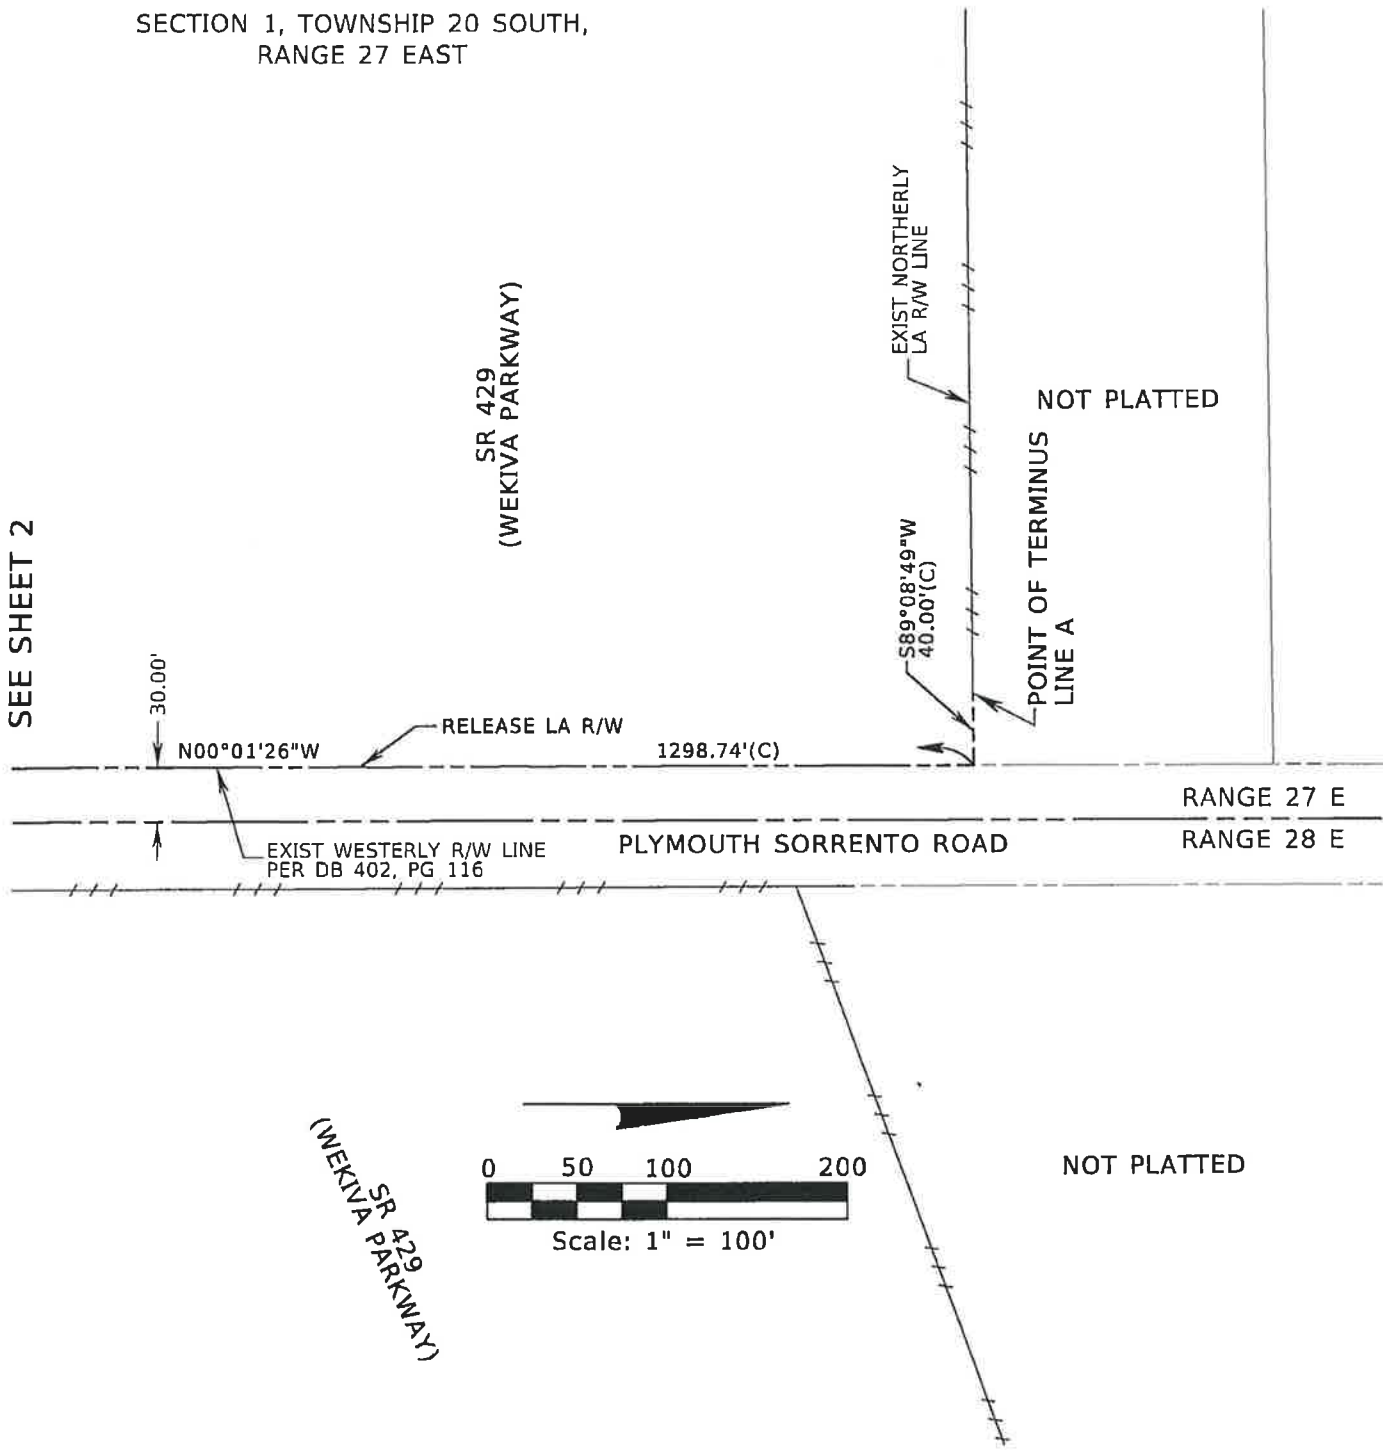 SECTION 1, TOWNSHIP 20 SOUTH,
RANGE 27 EAST
EXIST NORTHERLY
LA R/W LINE
SR 429
(WEKIVA PARKWAY)
NOT PLATTED
SEE SHEET 2
S89°08'49"W
40.00'(C)
POINT OF TERMINUS
LINE A
30.00'
RELEASE LA R/W
N00°01'26"W
1298.74'(C)
RANGE 27 E
RANGE 28 E
PLYMOUTH SORRENTO ROAD
EXIST WESTERLY R/W LINE
PER DB 402, PG 116
SR 429
(WEKIVA PARKWAY)
0 50 100 200
Scale: 1" = 100'
NOT PLATTED